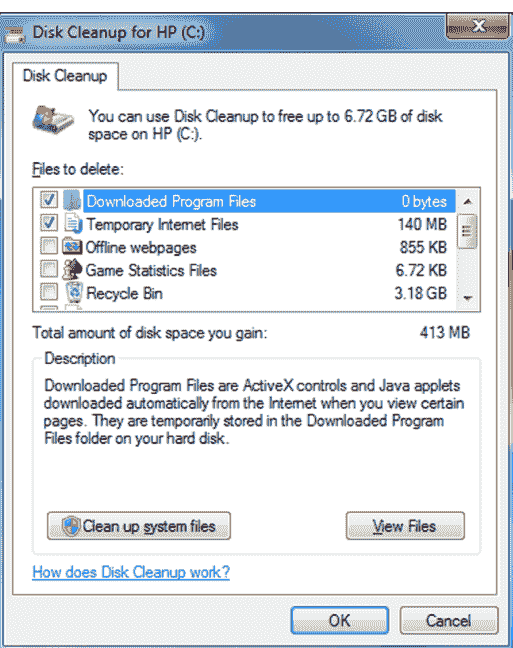 Disk Cleanup for HP (C:)
Disk Cleanup
You can use Disk Cleanup to free up to 6.72 GB of disk
space on HP (C:).
Files to delete:
Downloaded Program Files 0 bytes
Temporary Internet Files 140 MB
Offline webpages 855 KB
Game Statistics Files 6.72 KB
Recycle Bin 3.18 GB
Total amount of disk space you gain: 413 MB
Description
Downloaded Program Files are ActiveX controls and Java applets
downloaded automatically from the Internet when you view certain
pages. They are temporarily stored in the Downloaded Program
Files folder on your hard disk.
Clean up system files View Files
How does Disk Cleanup work?
OK Cancel